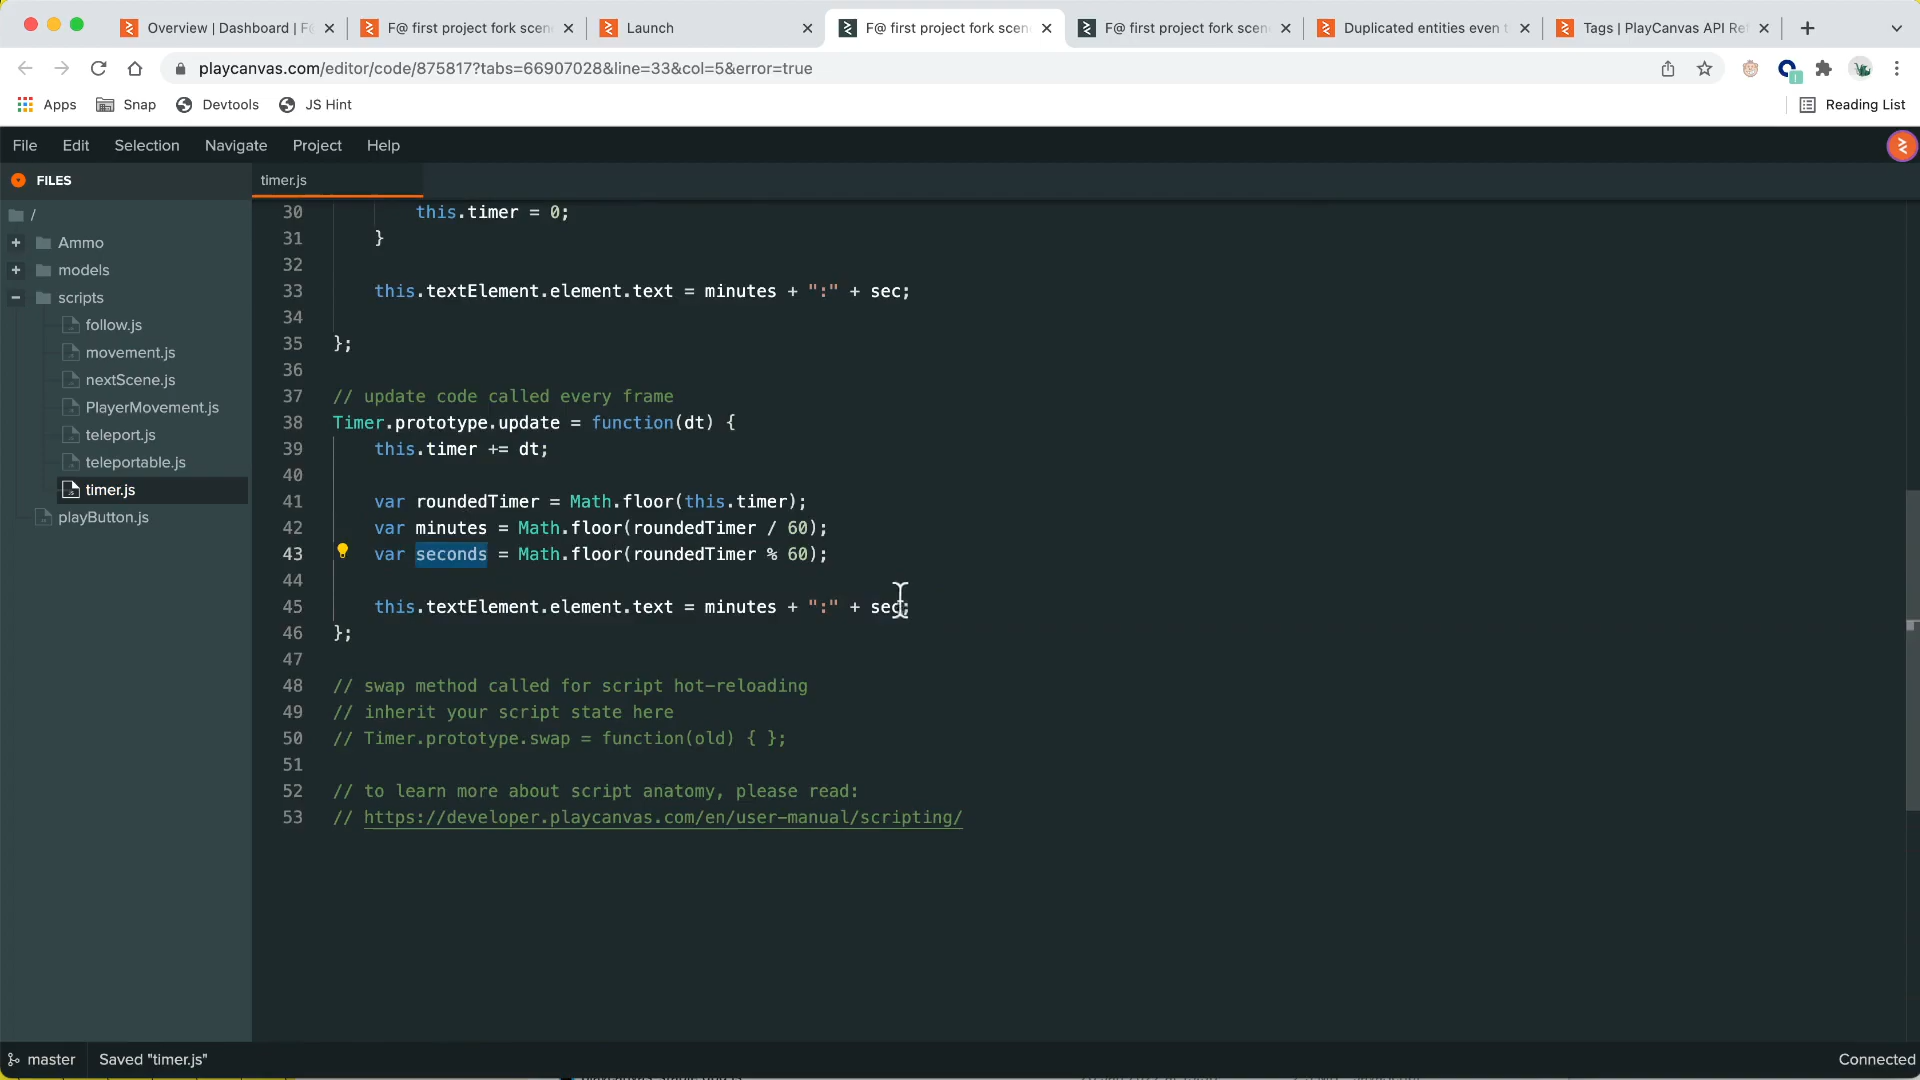 Overview | Dashboard | F
F@ first project fork scen
Launch
F@ first project fork scen
F@ first project fork scen
Duplicated entities even t
Tags | PlayCanvas API Re
playcanvas.com/editor/code/875817?tabs=66907028&line=33&col=5&error=true
Apps
Snap
Devtools
JS Hint
Reading List
File
Edit
Selection
Navigate
Project
Help
FILES
timer.js
/
Ammo
models
scripts
follow.js
movement.js
nextScene.js
PlayerMovement.js
teleport.js
teleportable.js
timer.js
playButton.js
30 this.timer = 0;
31 }
32
33 this.textElement.element.text = minutes + ":" + sec;
34
35 };
36
37 // update code called every frame
38 Timer.prototype.update = function(dt) {
39 this.timer += dt;
40
41 var roundedTimer = Math.floor(this.timer);
42 var minutes = Math.floor(roundedTimer / 60);
43 var seconds = Math.floor(roundedTimer % 60);
44
45 this.textElement.element.text = minutes + ":" + sec;
46 };
47
48 // swap method called for script hot-reloading
49 // inherit your script state here
50 // Timer.prototype.swap = function(old) { };
51
52 // to learn more about script anatomy, please read:
53 // https://developer.playcanvas.com/en/user-manual/scripting/
master
Saved "timer.js"
Connected